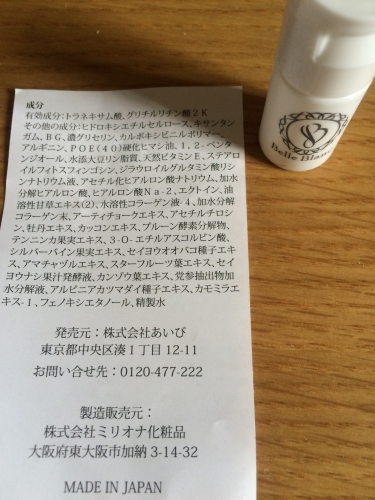 成分
有効成分：トラネキサム酸、グリチルリチン酸２Ｋ
その他の成分：ヒドロキシエチルセルロース、キサンタン
ガム、ＢＧ、濃グリセリン、カルボキシビニルポリマー、
アルギニン、ＰＯＥ（４０）硬化ヒマシ油、１，２－ペンタ
ンジオール、水添大豆リン脂質、天然ビタミンＥ、ステアロ
イルフォトスフィンゴシン、ジラウロイルグルタミン酸リシ
ンナトリウム液、アセチル化ヒアルロン酸ナトリウム、加水
分解ヒアルロン酸、ヒアルロン酸Ｎａ－２、エクトイン、油
溶性甘草エキス（２）、水溶性コラーゲン液－４、加水分解
コラーゲン末、アーティチョークエキス、アセチルチロシ
ン、牡丹エキス、カッコンエキス、プルーン酵素分解物、
テンニンカ果実エキス、３－Ｏ－エチルアスコルビン酸、
シルバーバイン果実エキス、セイヨウオオバコ種子エキ
ス、アマチャヅルエキス、スターフルーツ葉エキス、セイ
ヨウナシ果汁発酵液、カンゾウ葉エキス、党参抽出物加
水分解液、アルピニアカツマダイ種子エキス、カモミラエ
キス－１、フェノキシエタノール、精製水
発売元：株式会社あいび
東京都中央区湊１丁目 12-11
お問い合せ先：0120-477-222
製造販売元：
株式会社ミリオナ化粧品
大阪府東大阪市加納 3-14-32
MADE IN JAPAN
Belle Blan